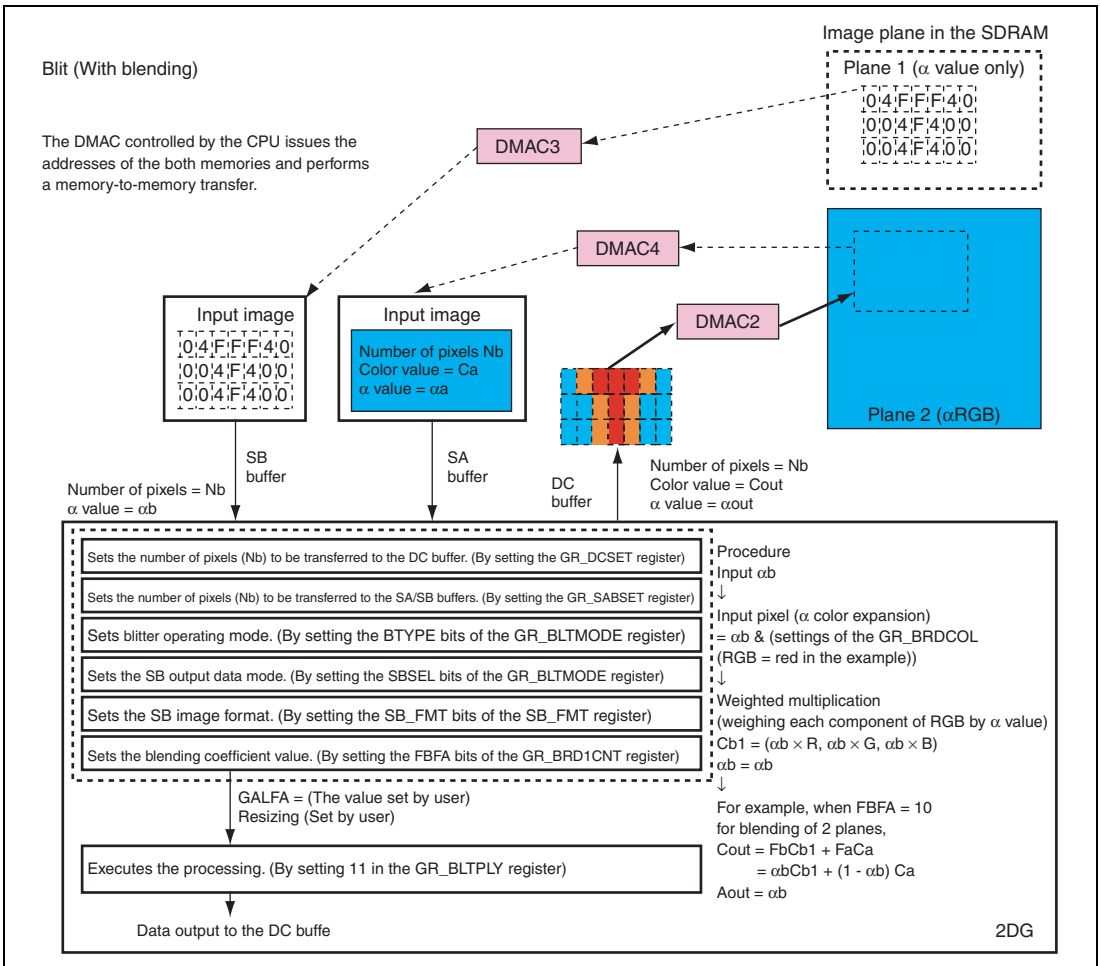 Image plane in the SDRAM
Blit (With blending)
Plane 1 (α value only)
0 4 F F F 4 0
0 0 4 F 4 0 0
0 0 4 F 4 0 0
The DMAC controlled by the CPU issues the
addresses of the both memories and performs
a memory-to-memory transfer.
DMAC3
DMAC4
DMAC2
Plane 2 (αRGB)
Input image
0 4 F F F 4 0
0 0 4 F 4 0 0
0 0 4 F 4 0 0
Input image
Number of pixels Nb
Color value = Ca
α value = αa
SB
buffer
SA
buffer
DC
buffer
Number of pixels = Nb
Color value = Cout
α value = αout
Number of pixels = Nb
α value = αb
Sets the number of pixels (Nb) to be transferred to the DC buffer. (By setting the GR_DCSET register)
Sets the number of pixels (Nb) to be transferred to the SA/SB buffers. (By setting the GR_SABSET register)
Sets blitter operating mode. (By setting the BTYPE bits of the GR_BLTMODE register)
Sets the SB output data mode. (By setting the SBSEL bits of the GR_BLTMODE register)
Sets the SB image format. (By setting the SB_FMT bits of the SB_FMT register)
Sets the blending coefficient value. (By setting the FBFA bits of the GR_BRD1CNT register)
GALFA = (The value set by user)
Resizing (Set by user)
Executes the processing. (By setting 11 in the GR_BLTPLY register)
Data output to the DC buffe
Procedure
Input αb
↓
Input pixel (α color expansion)
= αb & (settings of the GR_BRDCOL
(RGB = red in the example))
↓
Weighted multiplication
(weighing each component of RGB by α value)
Cb1 = (αb × R, αb × G, αb × B)
αb = αb
↓
For example, when FBFA = 10
for blending of 2 planes,
Cout = FbCb1 + FaCa
= αbCb1 + (1 - αb) Ca
Aout = αb
2DG